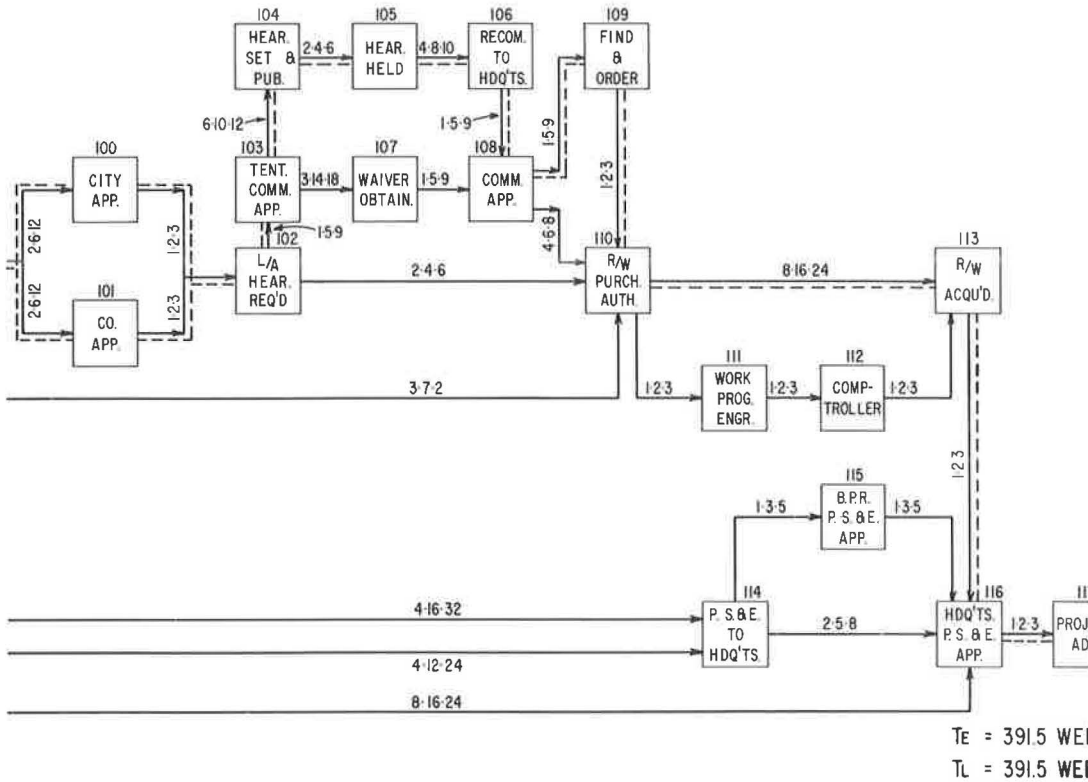 104
105
106
109
HEAR.
SET &
PUB.
2·4·6
HEAR.
HELD
4·8·10
RECOM.
TO
HDQ'TS.
FIND
&
ORDER
6·10·12
1·5·9
1·5·9
1·2·3
100
103
107
108
CITY
APP.
TENT.
COMM.
APP.
3·14·18
WAIVER
OBTAIN.
1·5·9
COMM.
APP.
2·6·12
1·2·3
102
1·5·9
4·6·8
110
113
101
L/A
HEAR.
REQ'D
2·4·6
R/W
PURCH.
AUTH.
8·16·24
R/W
ACQU'D.
2·6·12
CO.
APP.
1·2·3
111
112
3·7·2
1·2·3
WORK
PROG.
ENGR.
1·2·3
COMP-
TROLLER
1·2·3
1·2·3
115
1·3·5
B.P.R.
P.S.&E.
APP.
1·3·5
114
116
11
4·16·32
P.S.&E.
TO
HDQ'TS.
2·5·8
HDQ'TS.
P.S.&E.
APP.
1·2·3
PROJ
AD
4·12·24
8·16·24
TE = 391.5 WE
TL = 391.5 WE